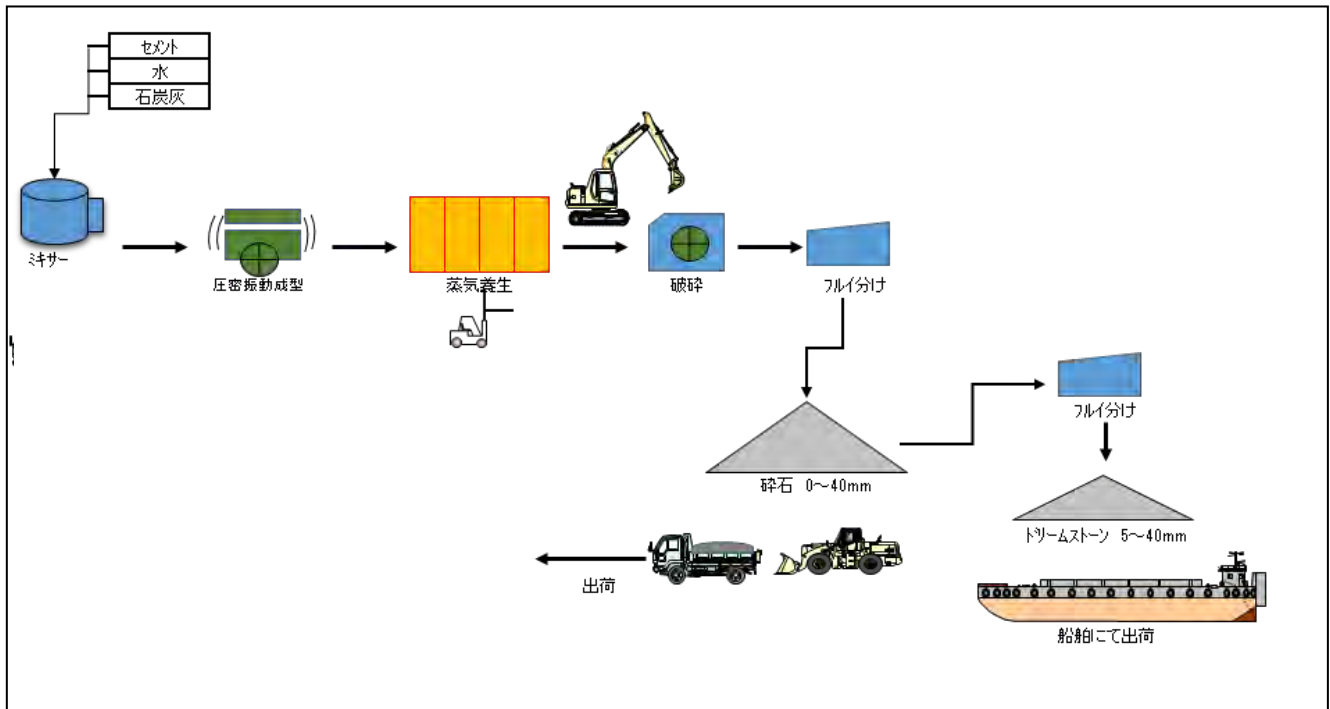 セメント
水
石炭灰
ミキサー
圧密振動成型
蒸気養生
破砕
フルイ分け
フルイ分け
砕石 0～40mm
ドリームストーン 5～40mm
出荷
船舶にて出荷